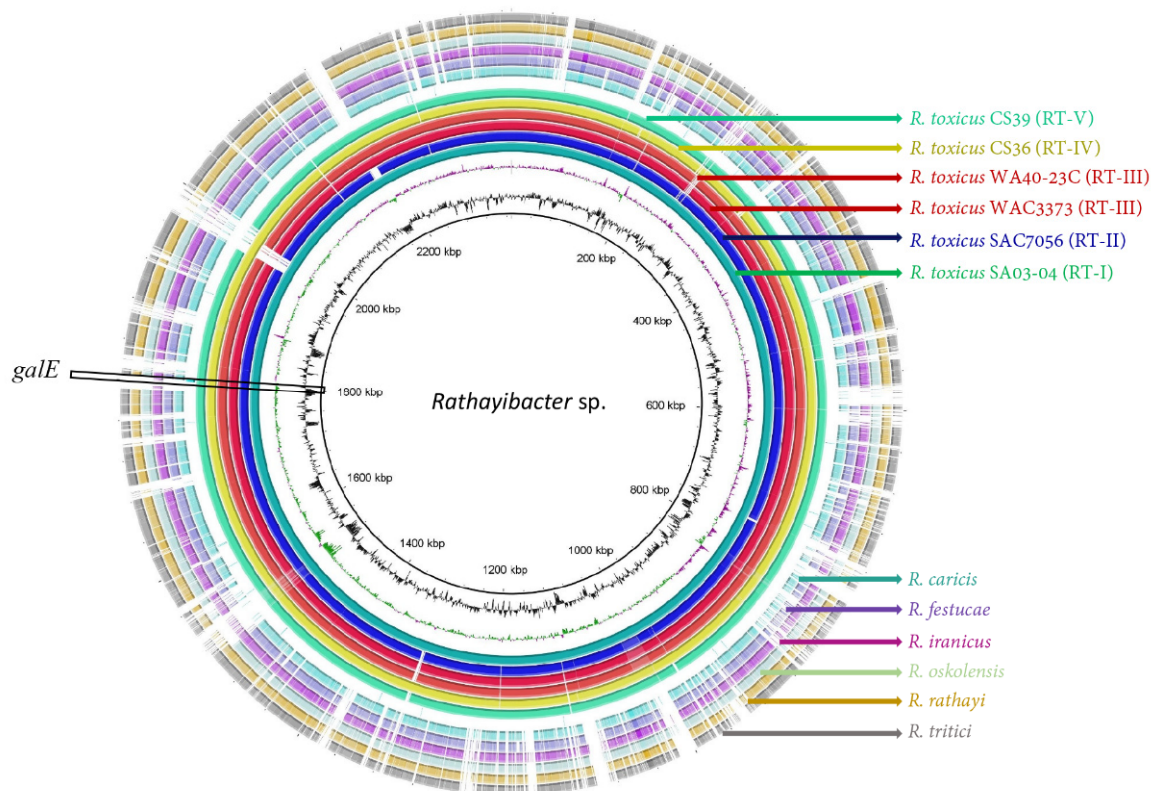 R. toxicus CS39 (RT-V)
R. toxicus CS36 (RT-IV)
R. toxicus WA40-23C (RT-III)
R. toxicus WAC3373 (RT-III)
R. toxicus SAC7056 (RT-II)
R. toxicus SA03-04 (RT-I)
2200 kbp
200 kbp
2000 kbp
400 kbp
galE
1800 kbp
Rathayibacter sp.
600 kbp
1600 kbp
800 kbp
1400 kbp
1000 kbp
1200 kbp
R. caricis
R. festucae
R. iranicus
R. oskolensis
R. rathayi
R. tritici